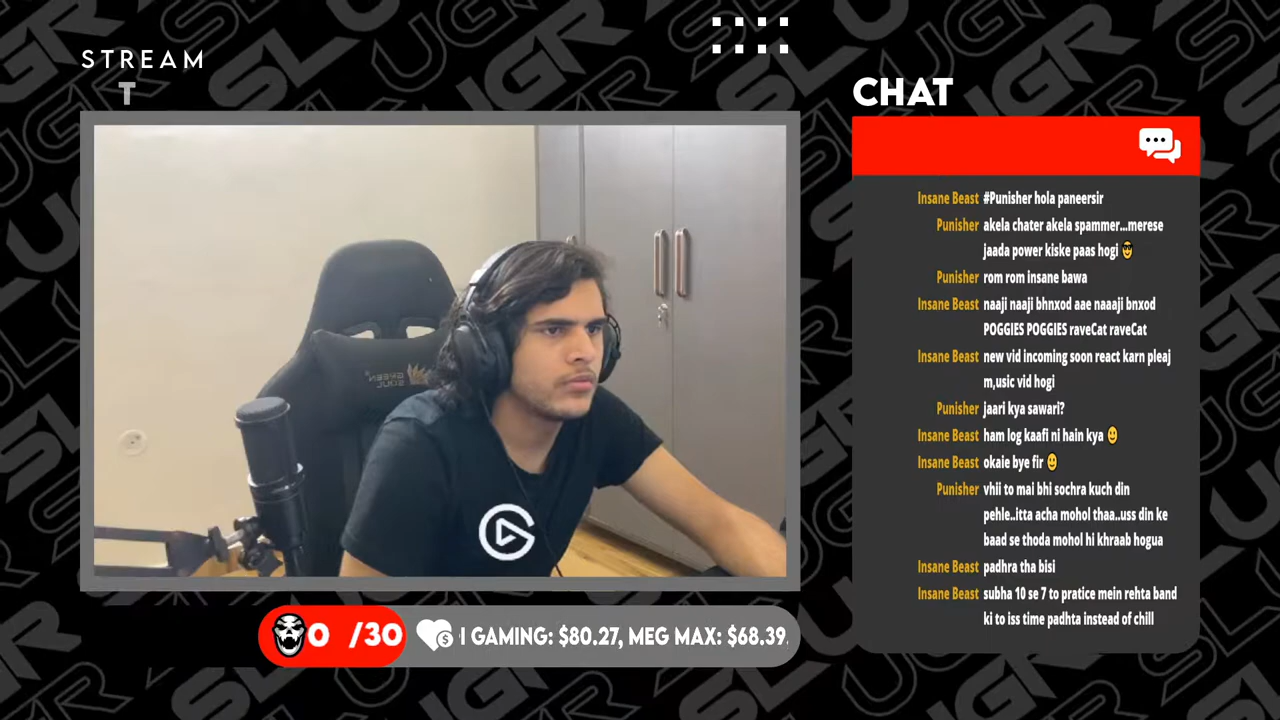 STREAM
T
CHAT
Insane Beast #Punisher hola paneersir
Punisher akela chater akela spammer...merese
jaada power kiske paas hogi 😎
Punisher rom rom insane bawa
Insane Beast naaji naaji bhnxod aae naaaji bnxod
POGGIES POGGIES raveCat raveCat
Insane Beast new vid incoming soon react karn pleaj
m,usic vid hogi
Punisher jaari kya sawari?
Insane Beast ham log kaafi ni hain kya 🙂
Insane Beast okaie bye fir 🙂
Punisher vhii to mai bhi sochra kuch din
pehle..itta acha mohol thaa..uss din ke
baad se thoda mohol hi khraab hogua
Insane Beast padhra tha bisi
Insane Beast subha 10 se 7 to pratice mein rehta band
ki to iss time padhta instead of chill
GREEN
SOUL
0 /30
I GAMING: $80.27, MEG MAX: $68.39,